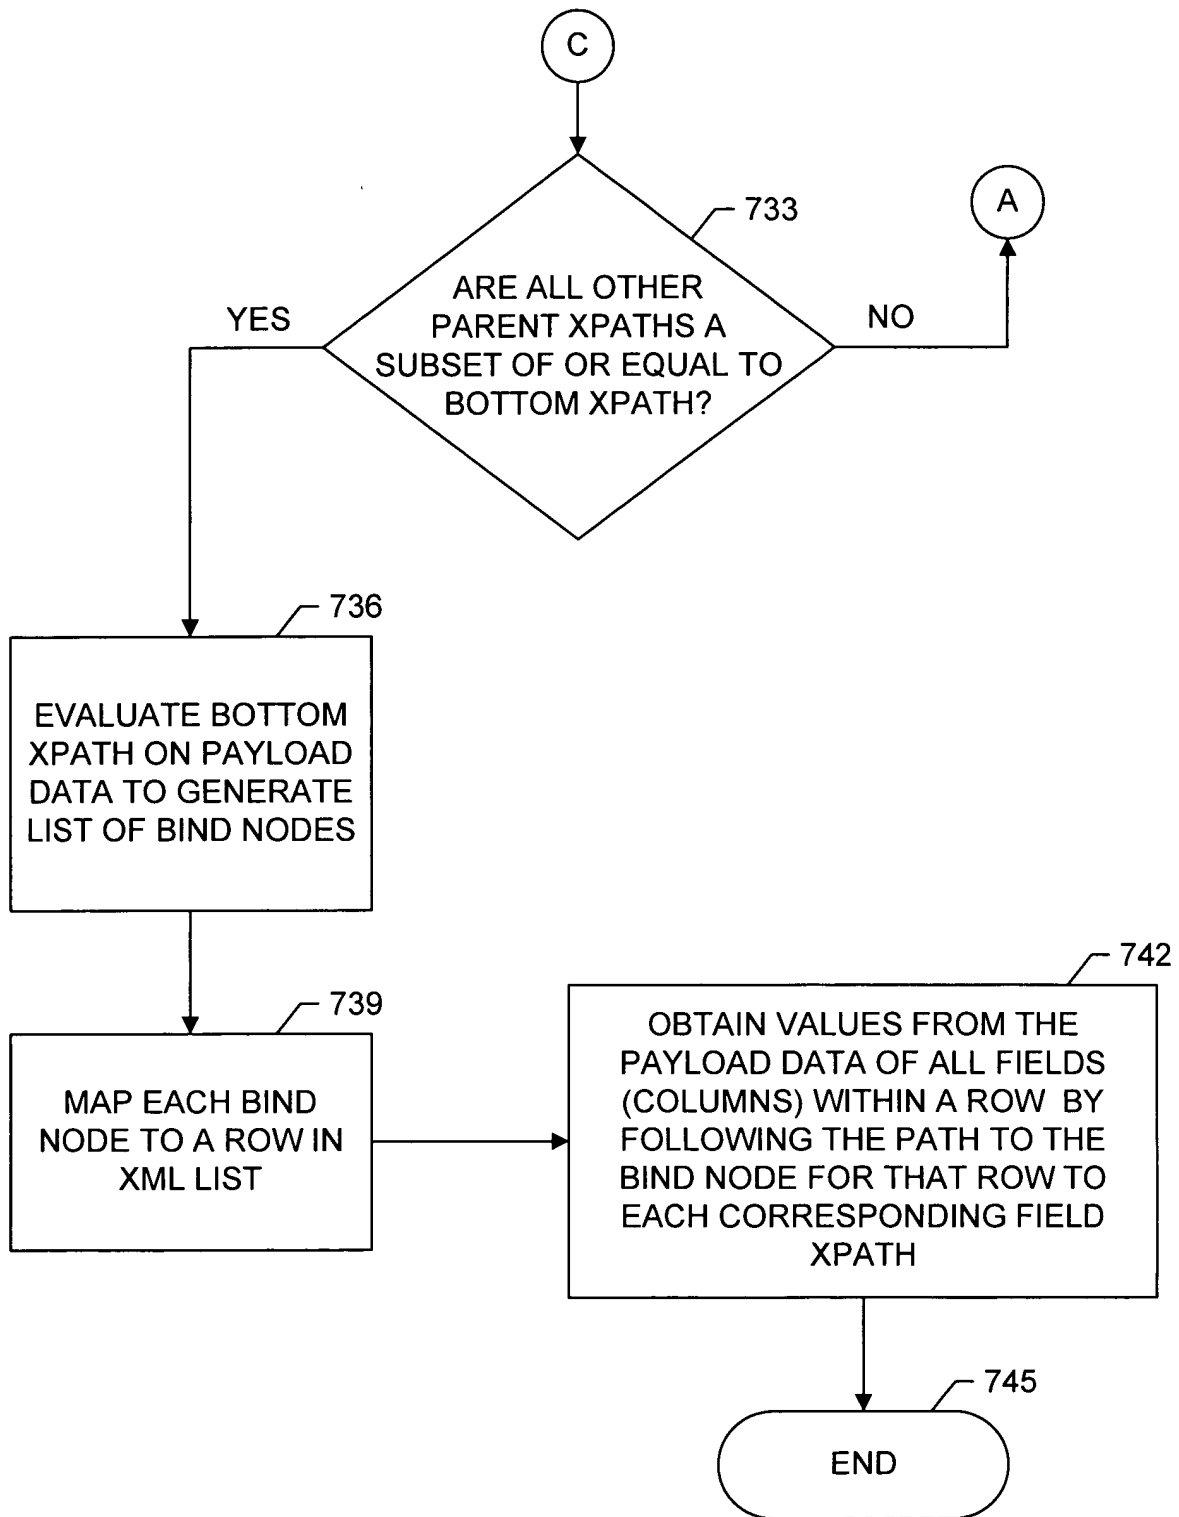 C
A
733
ARE ALL OTHER
PARENT XPATHS A
SUBSET OF OR EQUAL TO
BOTTOM XPATH?
YES
NO
736
EVALUATE BOTTOM
XPATH ON PAYLOAD
DATA TO GENERATE
LIST OF BIND NODES
739
MAP EACH BIND
NODE TO A ROW IN
XML LIST
742
OBTAIN VALUES FROM THE
PAYLOAD DATA OF ALL FIELDS
(COLUMNS) WITHIN A ROW BY
FOLLOWING THE PATH TO THE
BIND NODE FOR THAT ROW TO
EACH CORRESPONDING FIELD
XPATH
745
END